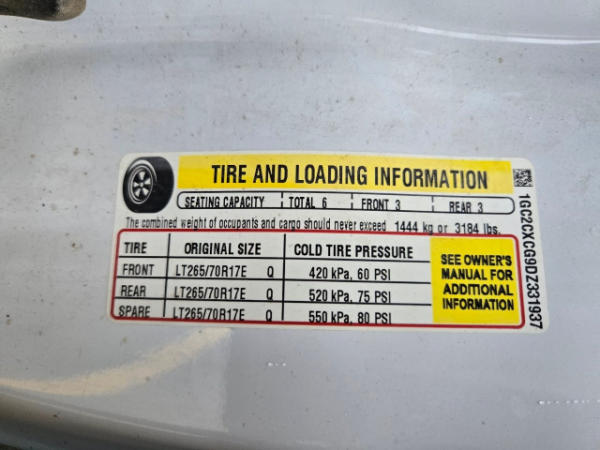 TIRE AND LOADING INFORMATION
SEATING CAPACITY TOTAL 6 FRONT 3 REAR 3
The combined weight of occupants and cargo should never exceed 1444 kg or 3184 lbs.
TIRE ORIGINAL SIZE COLD TIRE PRESSURE
FRONT LT265/70R17E Q 420 kPa, 60 PSI
REAR LT265/70R17E Q 520 kPa, 75 PSI
SPARE LT265/70R17E Q 550 kPa, 80 PSI
SEE OWNER'S
MANUAL FOR
ADDITIONAL
INFORMATION
1GC2CXCG9DZ331937